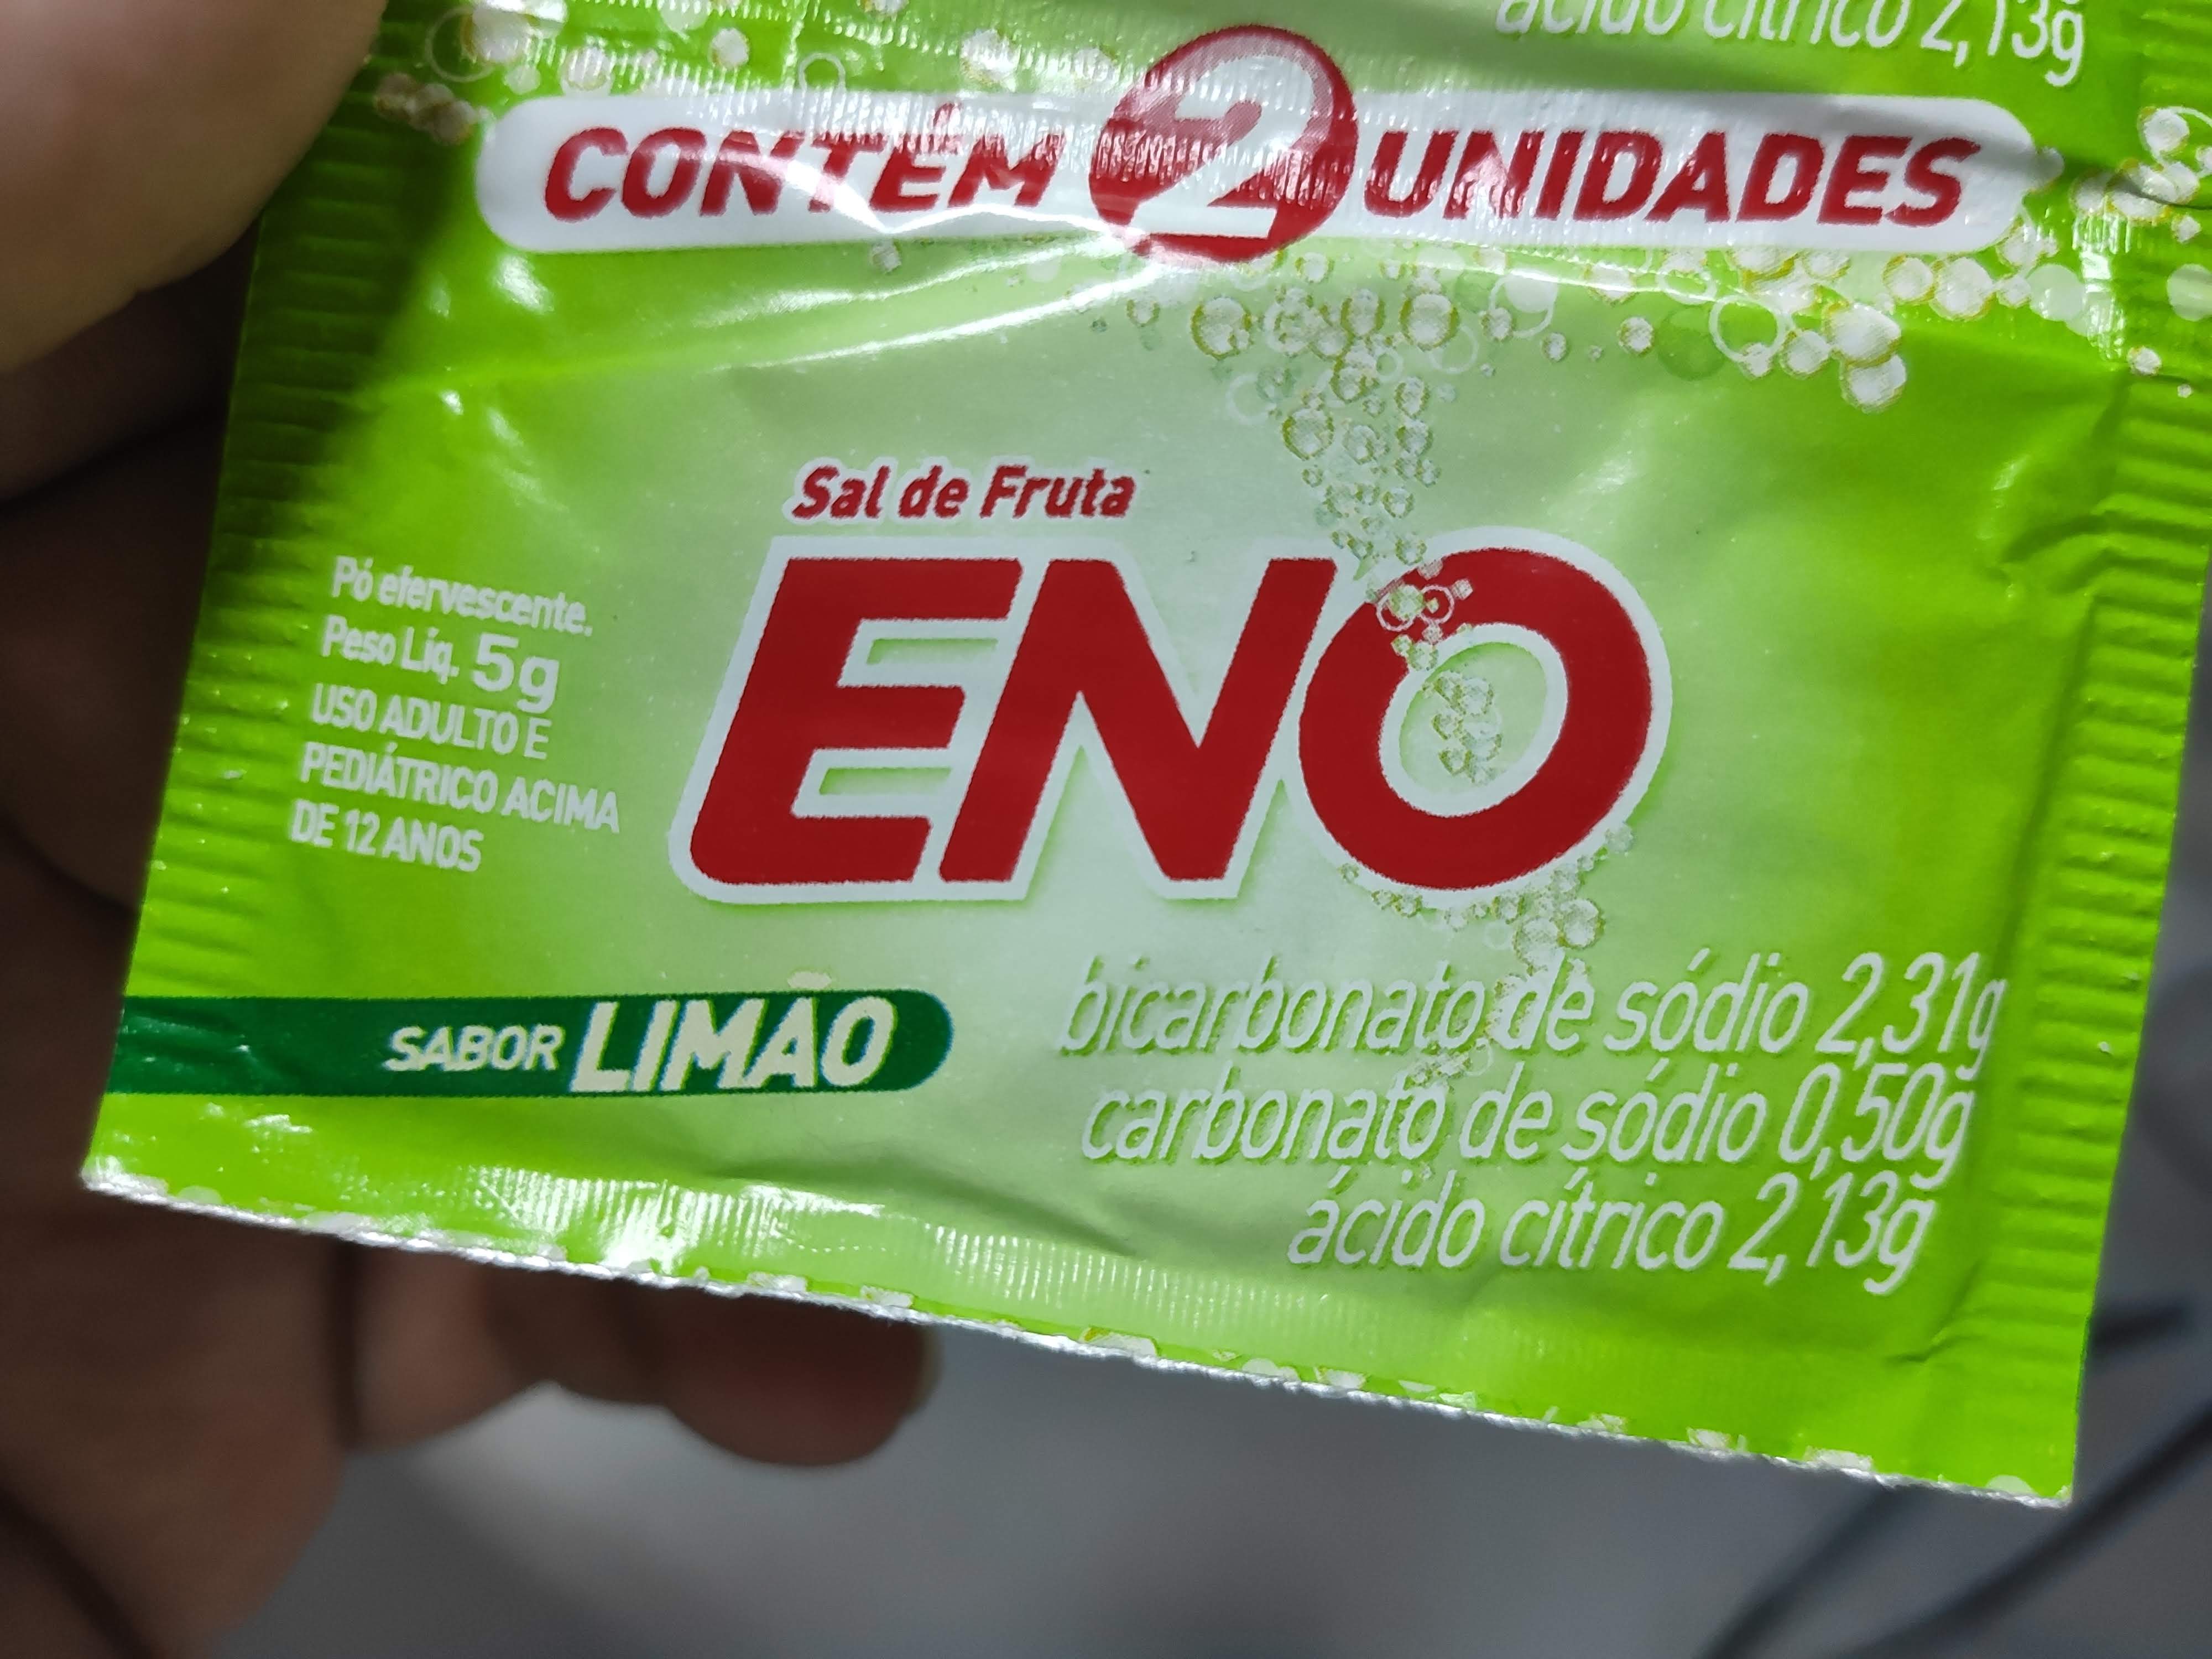 ácido cítrico 2,13g
CONTÉM 2 UNIDADES
Sal de Fruta
ENO
Pó efervescente.
Peso Líq. 5g
USO ADULTO E
PEDIÁTRICO ACIMA
DE 12 ANOS
SABOR LIMÃO
bicarbonato de sódio 2,31g
carbonato de sódio 0,50g
ácido cítrico 2,13g